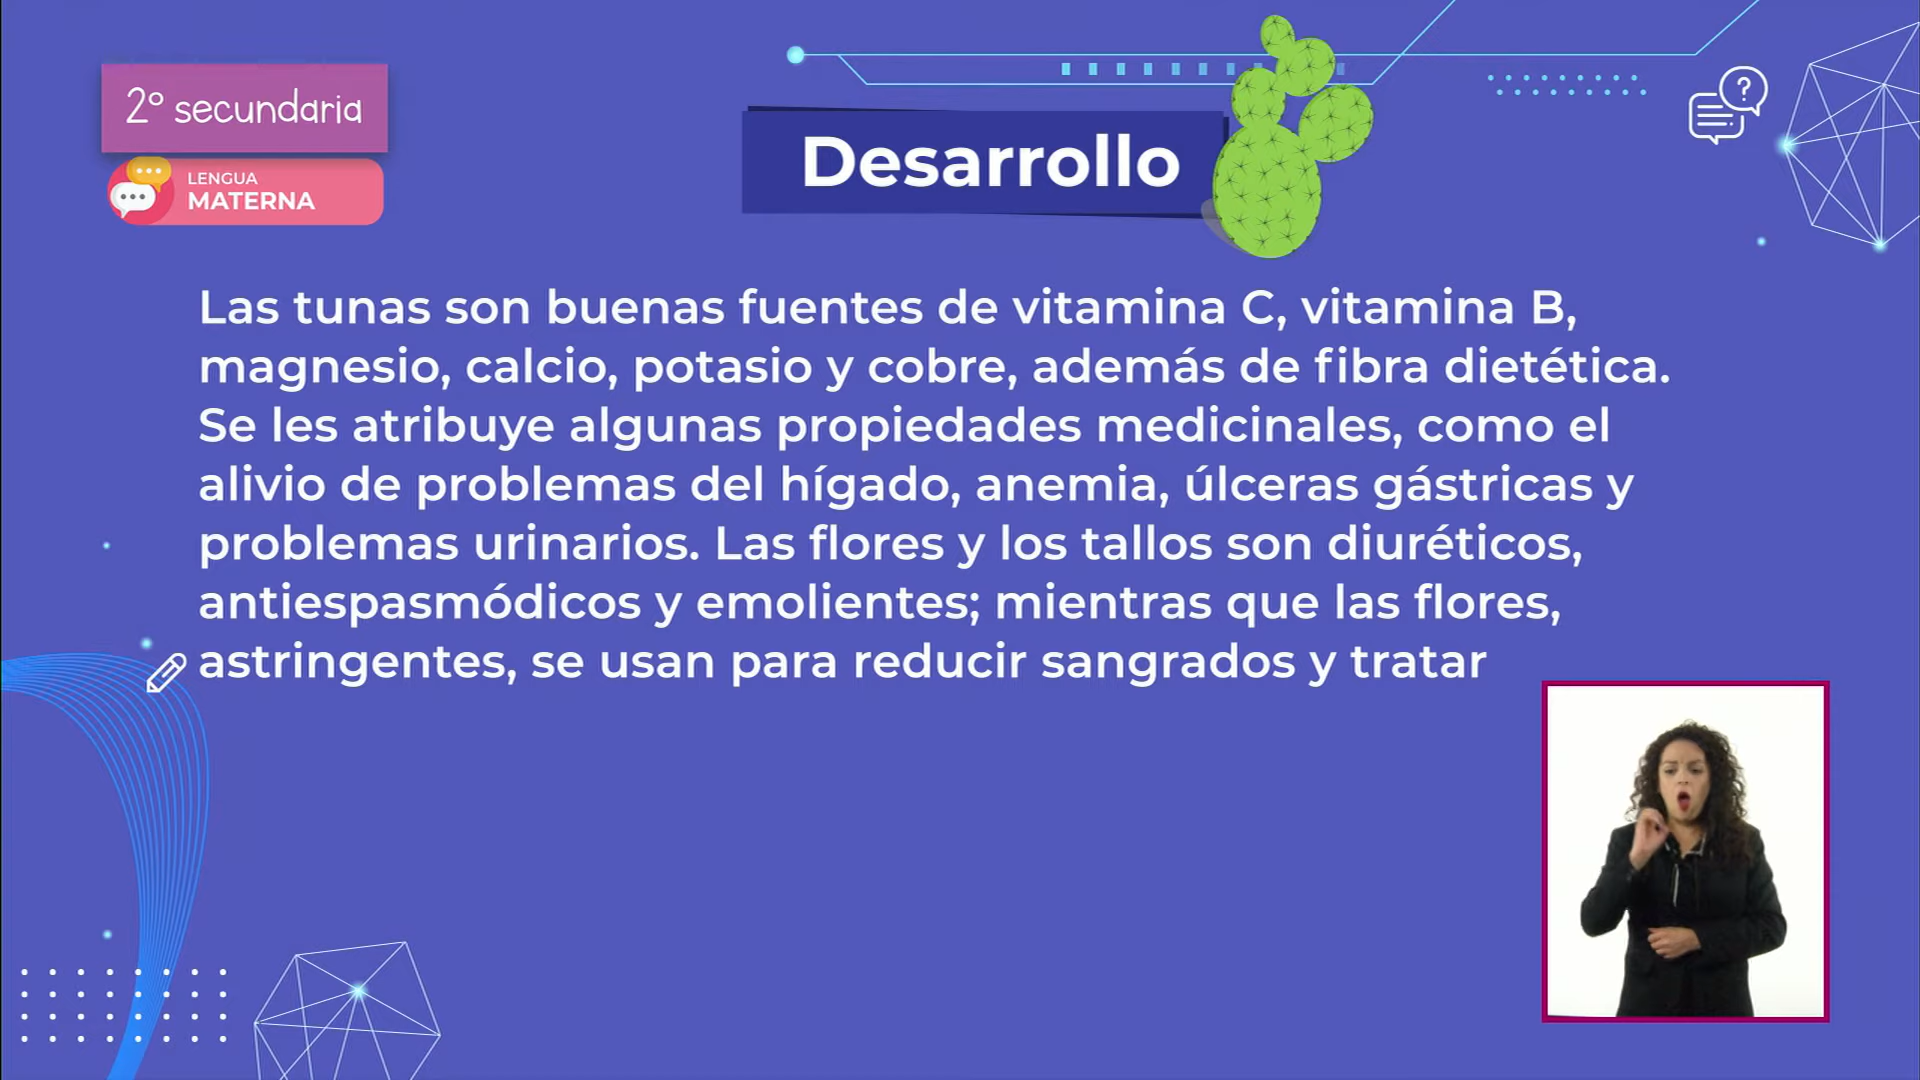 2° secundaria
LENGUA
MATERNA
Desarrollo
?
Las tunas son buenas fuentes de vitamina C, vitamina B,
magnesio, calcio, potasio y cobre, además de fibra dietética.
Se les atribuye algunas propiedades medicinales, como el
alivio de problemas del hígado, anemia, úlceras gástricas y
problemas urinarios. Las flores y los tallos son diuréticos,
antiespasmódicos y emolientes; mientras que las flores,
astringentes, se usan para reducir sangrados y tratar